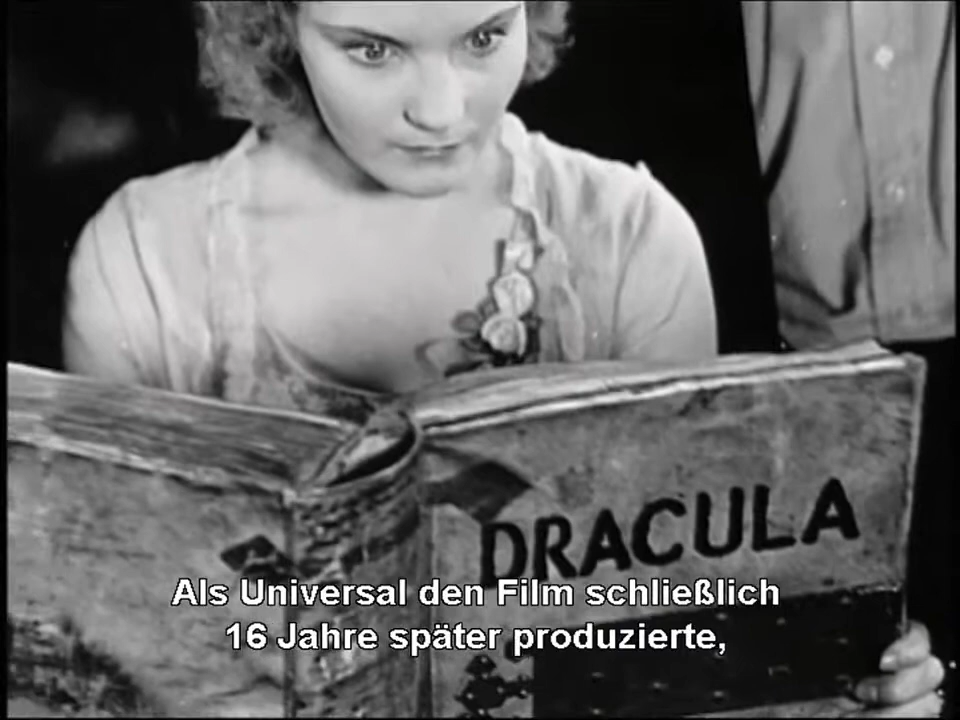 DRACULA
Als Universal den Film schließlich
16 Jahre später produzierte,